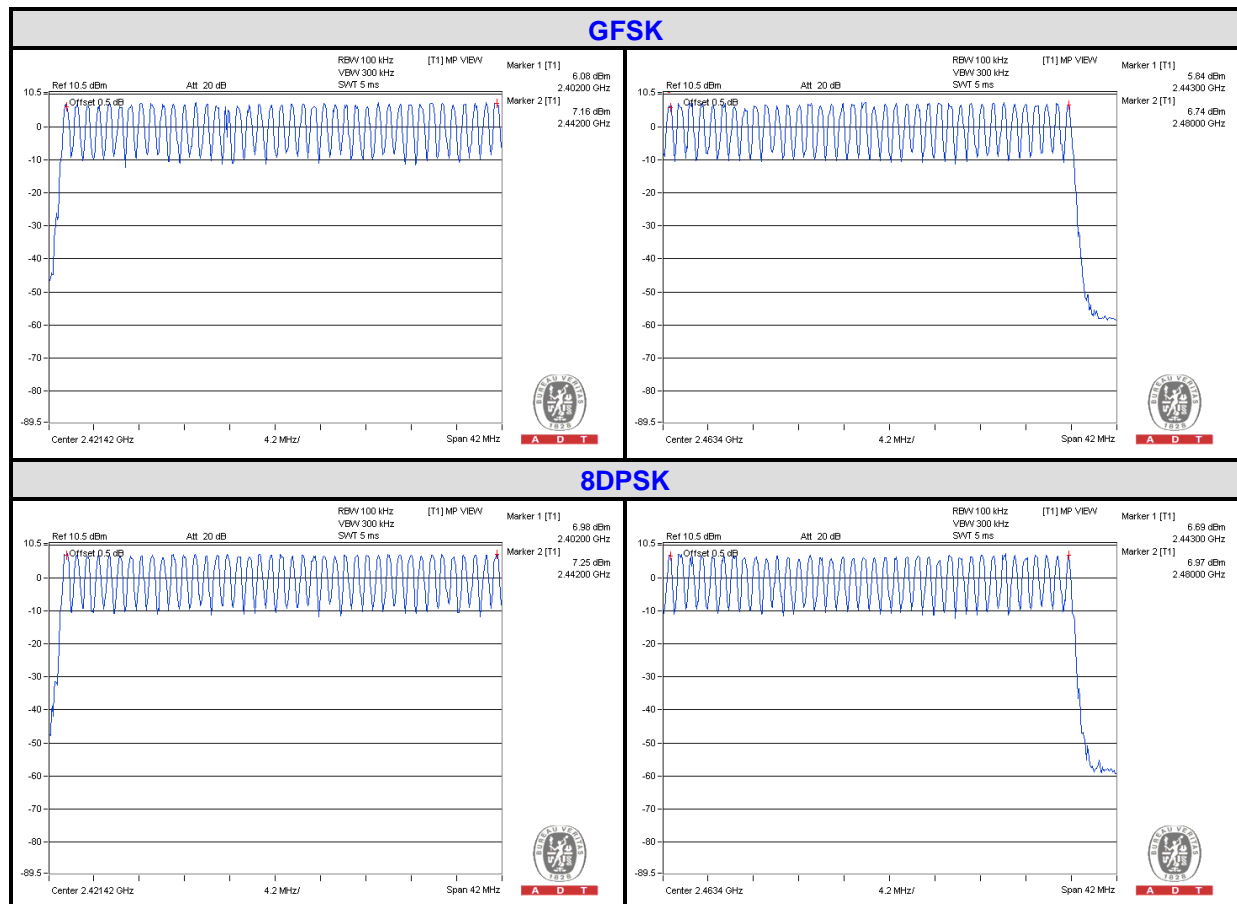 GFSK
RBW 100 kHz [T1] MP VIEW
VBW 300 kHz
Ref 10.5 dBm Att 20 dB SWT 5 ms
Marker 1 [T1]
6.08 dBm
2.40200 GHz
Marker 2 [T1]
7.16 dBm
2.44200 GHz
10.5
Offset 0.5 dB
0
-10
-20
-30
-40
-50
-60
-70
-80
-89.5
Center 2.42142 GHz 4.2 MHz/ Span 42 MHz
BUREAU VERITAS
1828
A D T
RBW 100 kHz [T1] MP VIEW
VBW 300 kHz
Ref 10.5 dBm Att 20 dB SWT 5 ms
Marker 1 [T1]
5.84 dBm
2.44300 GHz
Marker 2 [T1]
6.74 dBm
2.48000 GHz
10.5
Offset 0.5 dB
0
-10
-20
-30
-40
-50
-60
-70
-80
-89.5
Center 2.4634 GHz 4.2 MHz/ Span 42 MHz
BUREAU VERITAS
1828
A D T
8DPSK
RBW 100 kHz [T1] MP VIEW
VBW 300 kHz
Ref 10.5 dBm Att 20 dB SWT 5 ms
Marker 1 [T1]
6.98 dBm
2.40200 GHz
Marker 2 [T1]
7.25 dBm
2.44200 GHz
10.5
Offset 0.5 dB
0
-10
-20
-30
-40
-50
-60
-70
-80
-89.5
Center 2.42142 GHz 4.2 MHz/ Span 42 MHz
BUREAU VERITAS
1828
A D T
RBW 100 kHz [T1] MP VIEW
VBW 300 kHz
Ref 10.5 dBm Att 20 dB SWT 5 ms
Marker 1 [T1]
6.69 dBm
2.44300 GHz
Marker 2 [T1]
6.97 dBm
2.48000 GHz
10.5
Offset 0.5 dB
0
-10
-20
-30
-40
-50
-60
-70
-80
-89.5
Center 2.4634 GHz 4.2 MHz/ Span 42 MHz
BUREAU VERITAS
1828
A D T